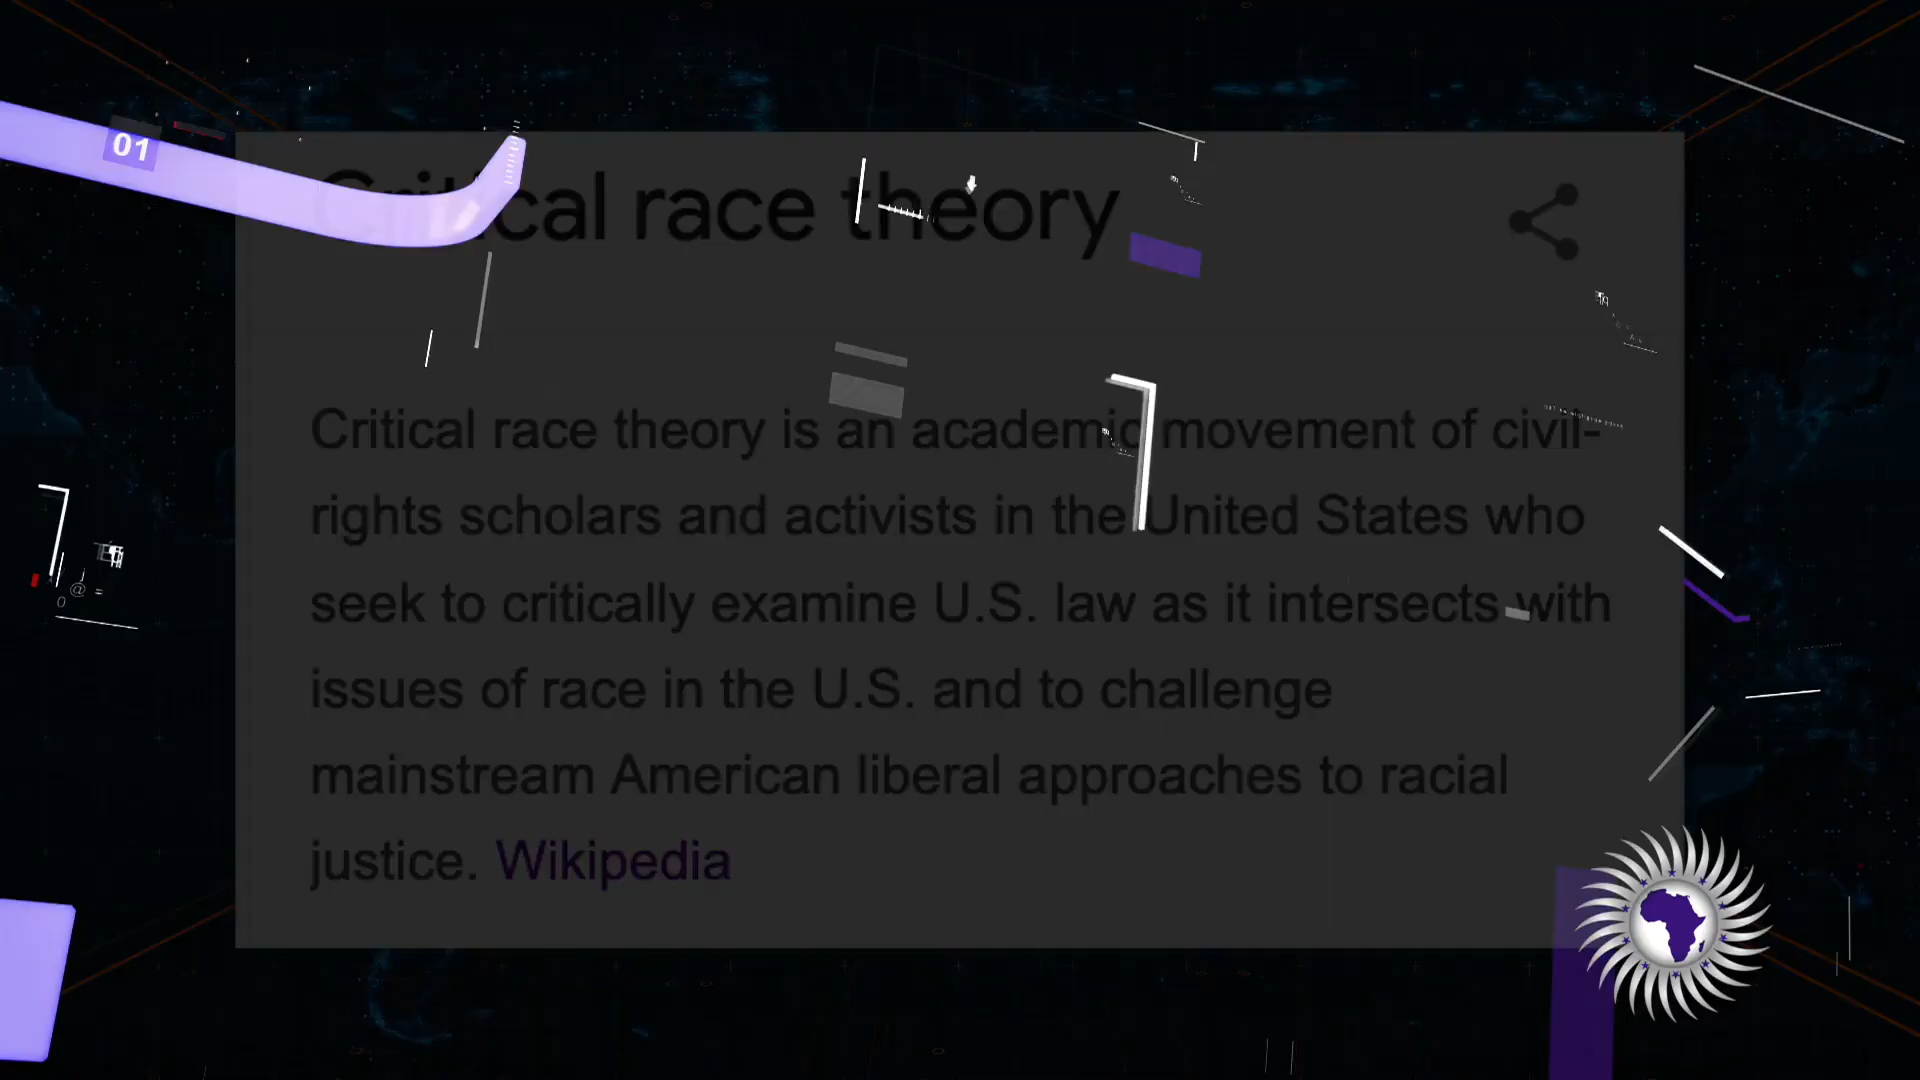 01
Critical race theory
Critical race theory is an academic movement of civil-
rights scholars and activists in the United States who
seek to critically examine U.S. law as it intersects with
issues of race in the U.S. and to challenge
mainstream American liberal approaches to racial
justice. Wikipedia
@ =
0